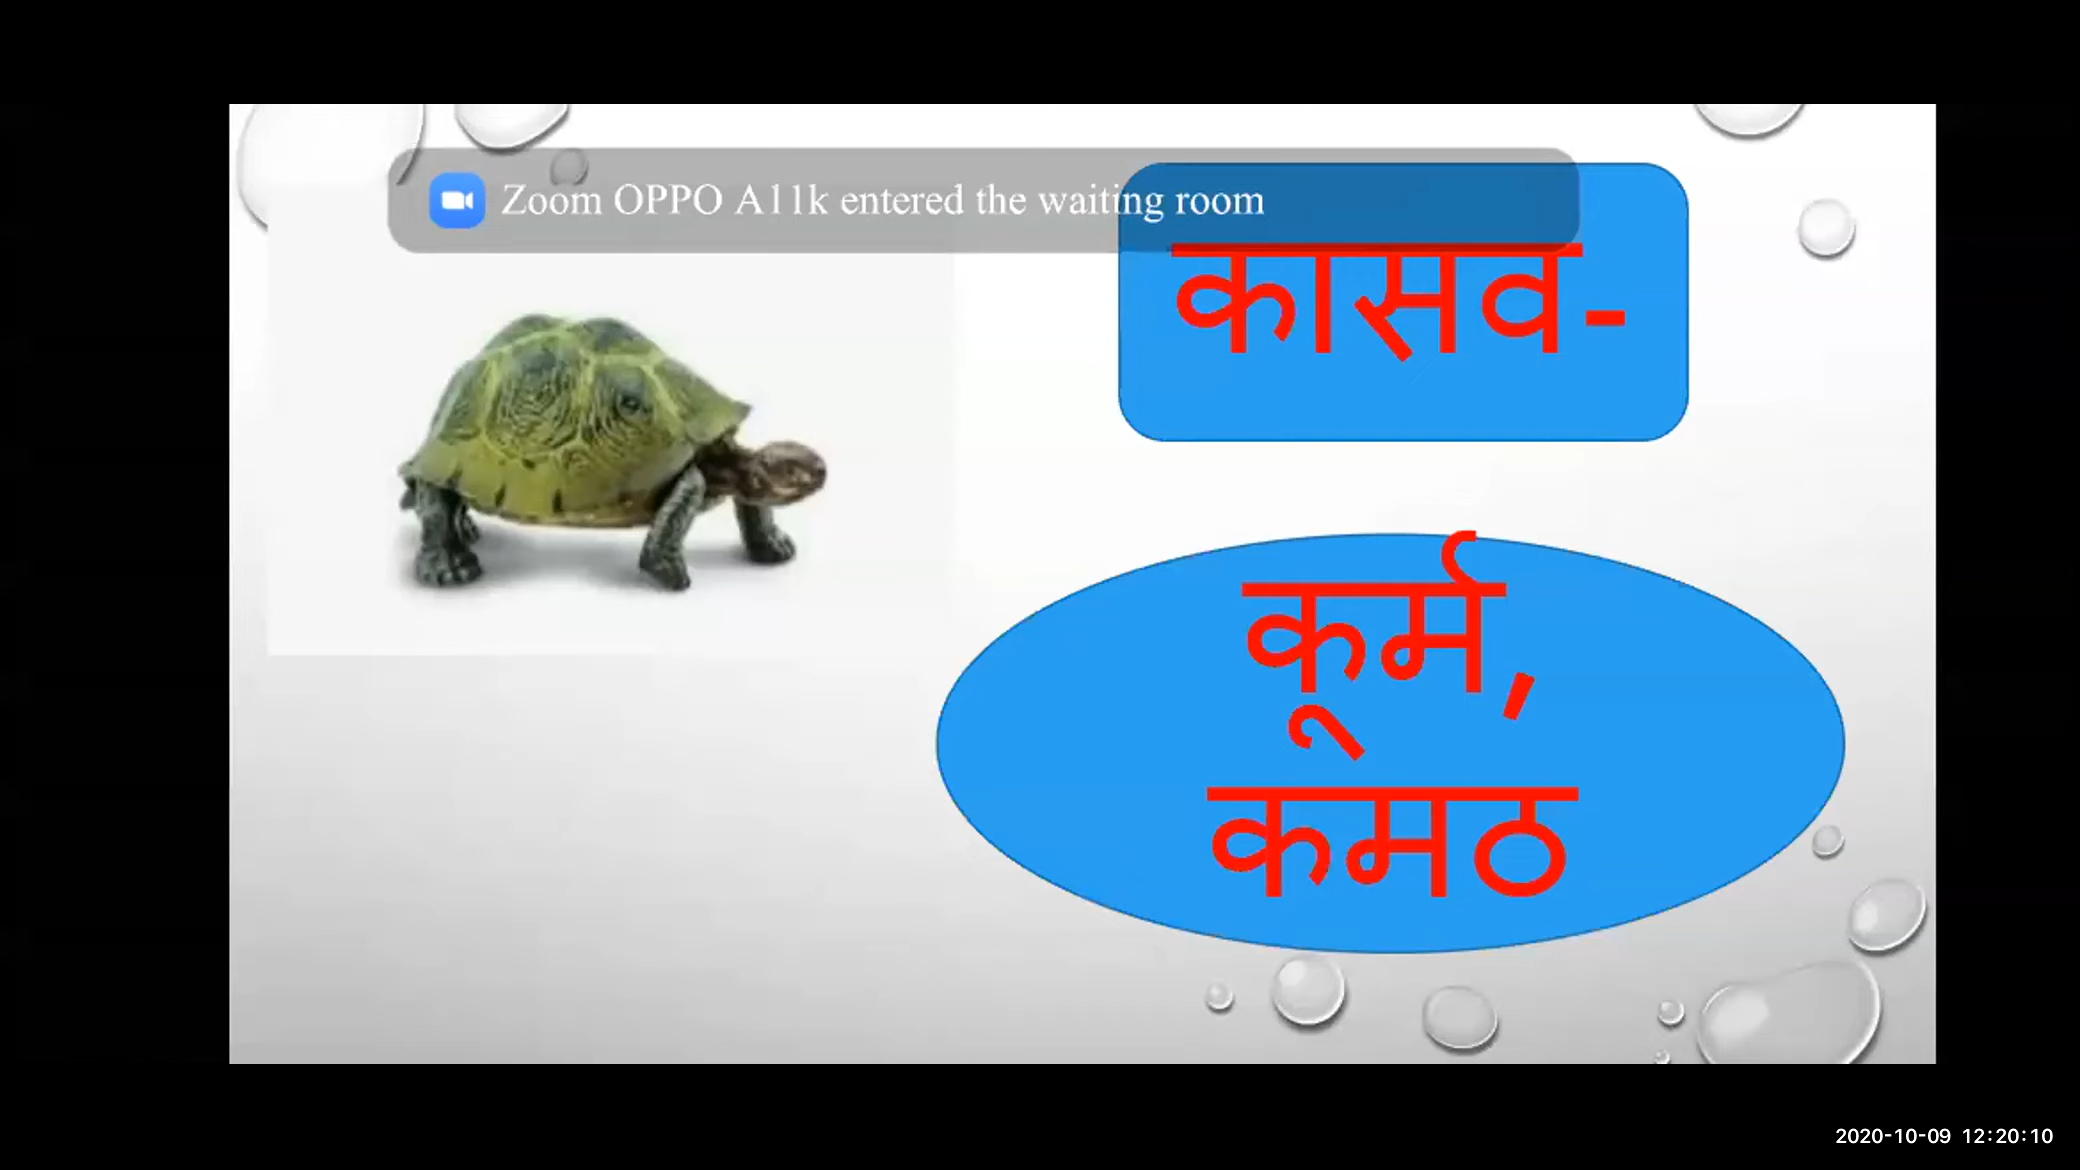 Zoom OPPO A11k entered the waiting room
कासव-
कूर्म,
कमठ
2020-10-09 12:20:10